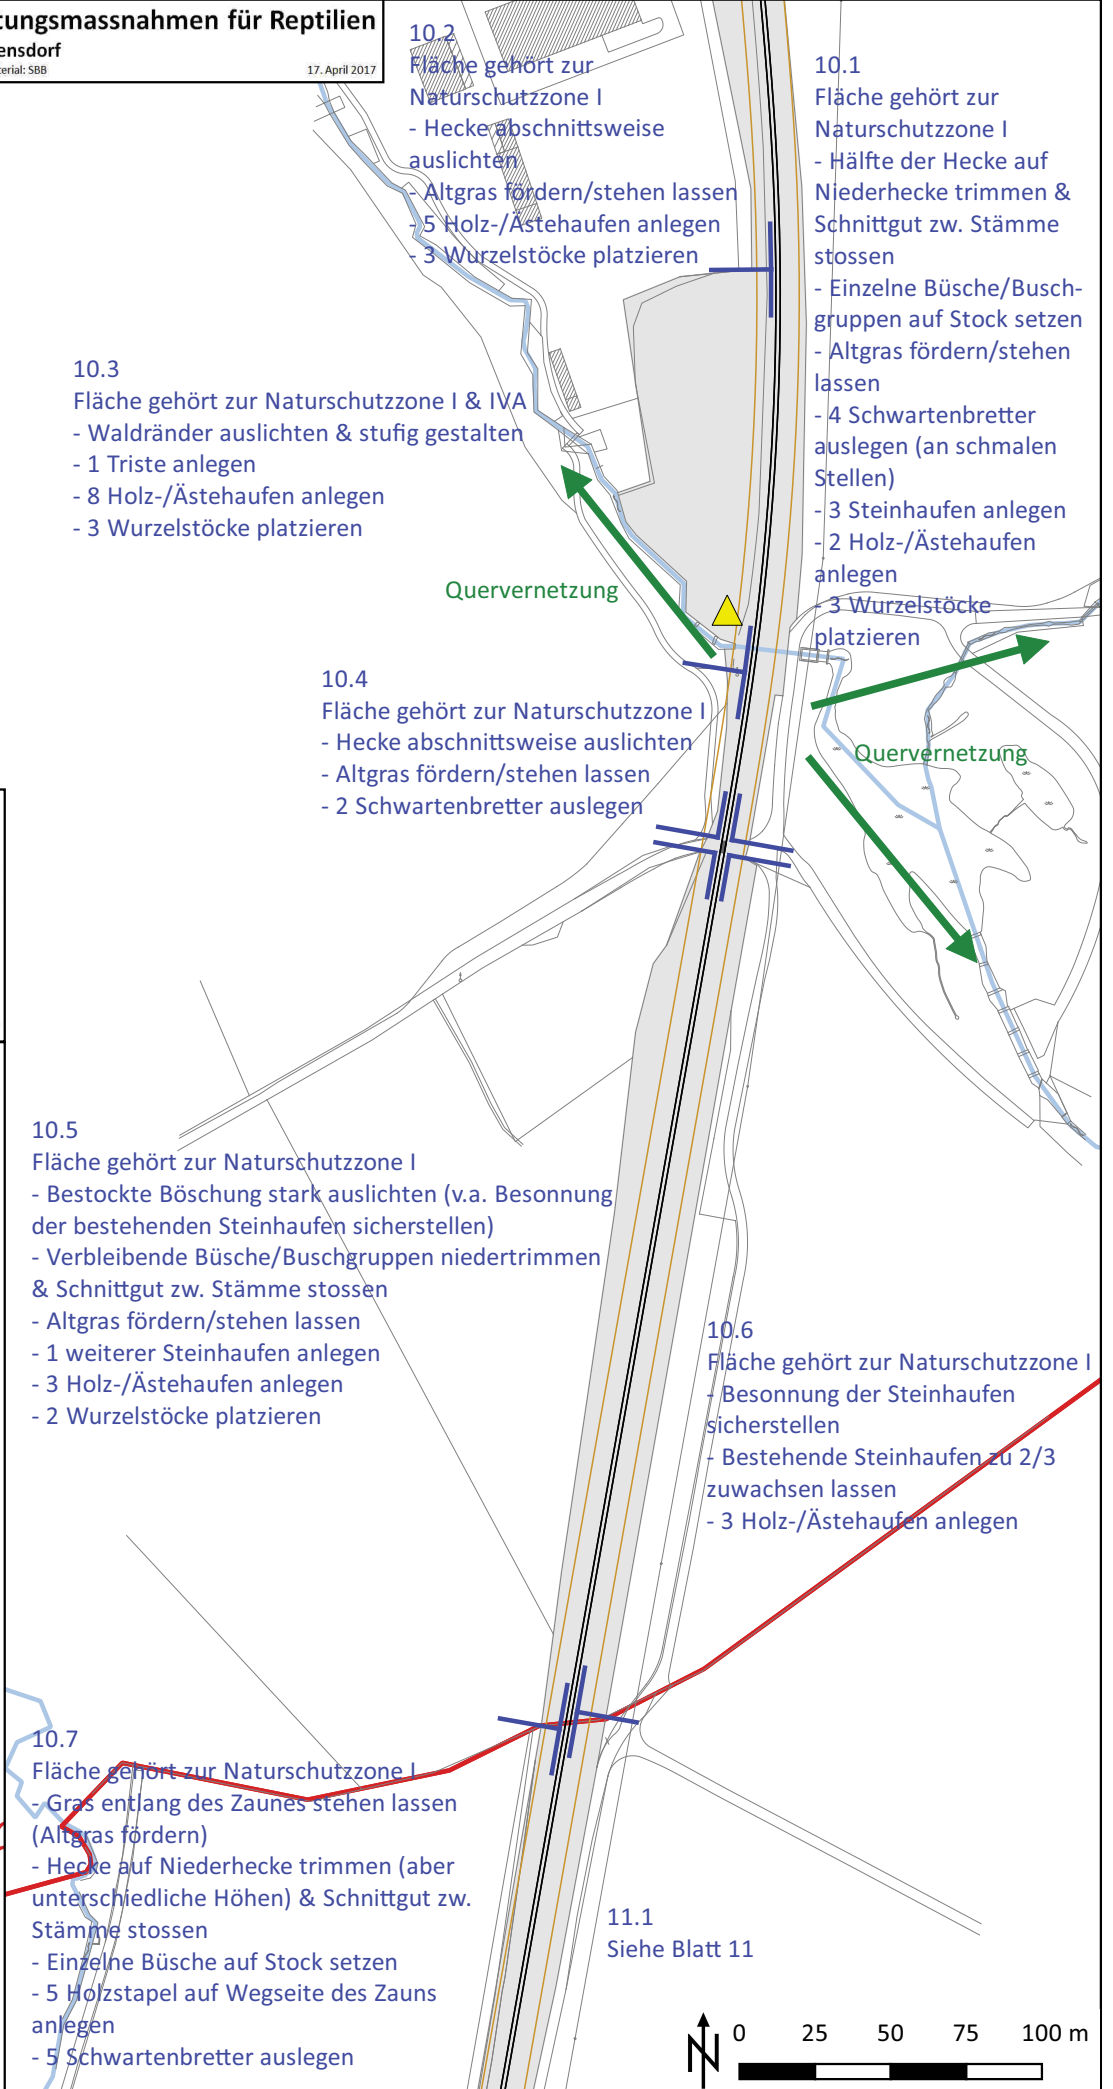 tungsmassnahmen für Reptilien
ensdorf
erial: SBB
17. April 2017
10.2
Fläche gehört zur
Naturschutzzone I
- Hecke abschnittsweise
auslichten
- Altgras fördern/stehen lassen
- 5 Holz-/Ästehaufen anlegen
- 3 Wurzelstöcke platzieren
10.1
Fläche gehört zur
Naturschutzzone I
- Hälfte der Hecke auf
Niederhecke trimmen &
Schnittgut zw. Stämme
stossen
- Einzelne Büsche/Busch-
gruppen auf Stock setzen
- Altgras fördern/stehen
lassen
- 4 Schwartenbretter
auslegen (an schmalen
Stellen)
- 3 Steinhaufen anlegen
- 2 Holz-/Ästehaufen
anlegen
- 3 Wurzelstöcke
platzieren
10.3
Fläche gehört zur Naturschutzzone I & IVA
- Waldränder auslichten & stufig gestalten
- 1 Triste anlegen
- 8 Holz-/Ästehaufen anlegen
- 3 Wurzelstöcke platzieren
Quervernetzung
10.4
Fläche gehört zur Naturschutzzone I
- Hecke abschnittsweise auslichten
- Altgras fördern/stehen lassen
- 2 Schwartenbretter auslegen
Quervernetzung
10.5
Fläche gehört zur Naturschutzzone I
- Bestockte Böschung stark auslichten (v.a. Besonnung
der bestehenden Steinhaufen sicherstellen)
- Verbleibende Büsche/Buschgruppen niedertrimmen
& Schnittgut zw. Stämme stossen
- Altgras fördern/stehen lassen
- 1 weiterer Steinhaufen anlegen
- 3 Holz-/Ästehaufen anlegen
- 2 Wurzelstöcke platzieren
10.6
Fläche gehört zur Naturschutzzone I
- Besonnung der Steinhaufen
sicherstellen
- Bestehende Steinhaufen zu 2/3
zuwachsen lassen
- 3 Holz-/Ästehaufen anlegen
10.7
Fläche gehört zur Naturschutzzone I
- Gras entlang des Zaunes stehen lassen
(Altgras fördern)
- Hecke auf Niederhecke trimmen (aber
unterschiedliche Höhen) & Schnittgut zw.
Stämme stossen
- Einzelne Büsche auf Stock setzen
- 5 Holzstapel auf Wegseite des Zauns
anlegen
- 5 Schwartenbretter auslegen
11.1
Siehe Blatt 11
N
0 25 50 75 100 m